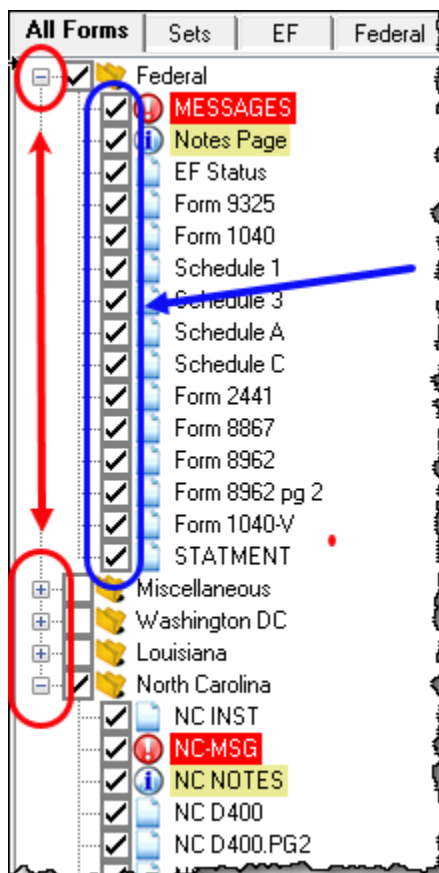 All Forms Sets EF Federal
Federal
MESSAGES
Notes Page
EF Status
Form 9325
Form 1040
Schedule 1
Schedule 3
Schedule A
Schedule C
Form 2441
Form 8867
Form 8962
Form 8962 pg 2
Form 1040-V
STATMENT
Miscellaneous
Washington DC
Louisiana
North Carolina
NC INST
NC-MSG
NC NOTES
NC D400
NC D400.PG2